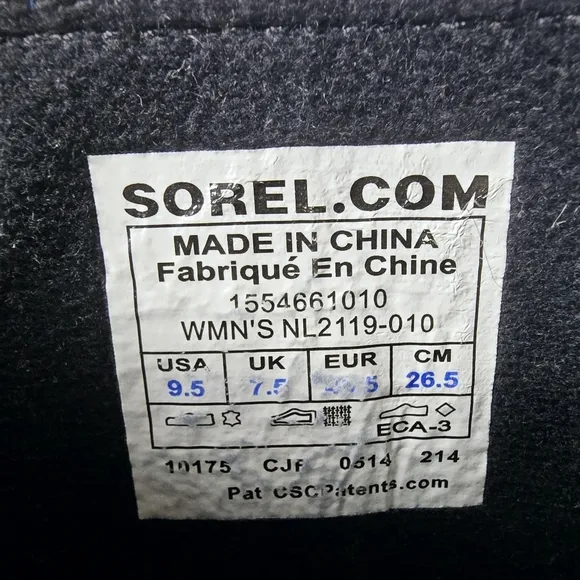 SOREL.COM
MADE IN CHINA
Fabriqué En Chine
1554661010
WMN'S NL2119-010
USA UK EUR CM
9.5 7.5 26.5
ECA-3
10175 0514 214
Pat CSCPatents.com